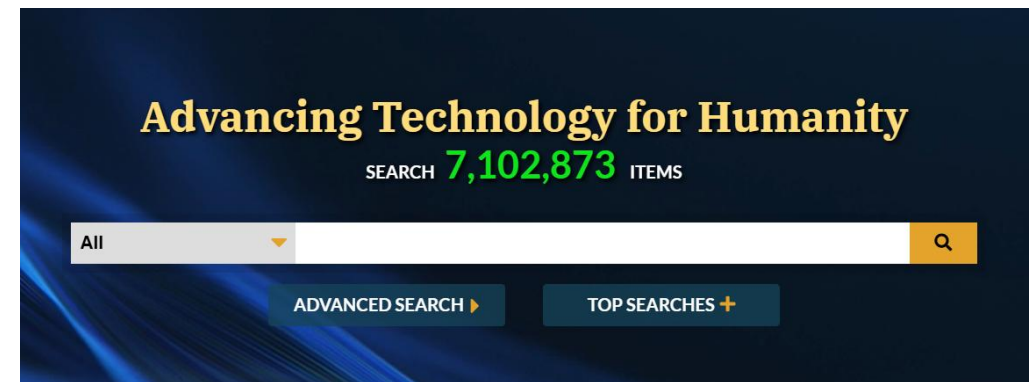 Advancing Technology for Humanity
SEARCH 7,102,873 ITEMS
All
ADVANCED SEARCH TOP SEARCHES +